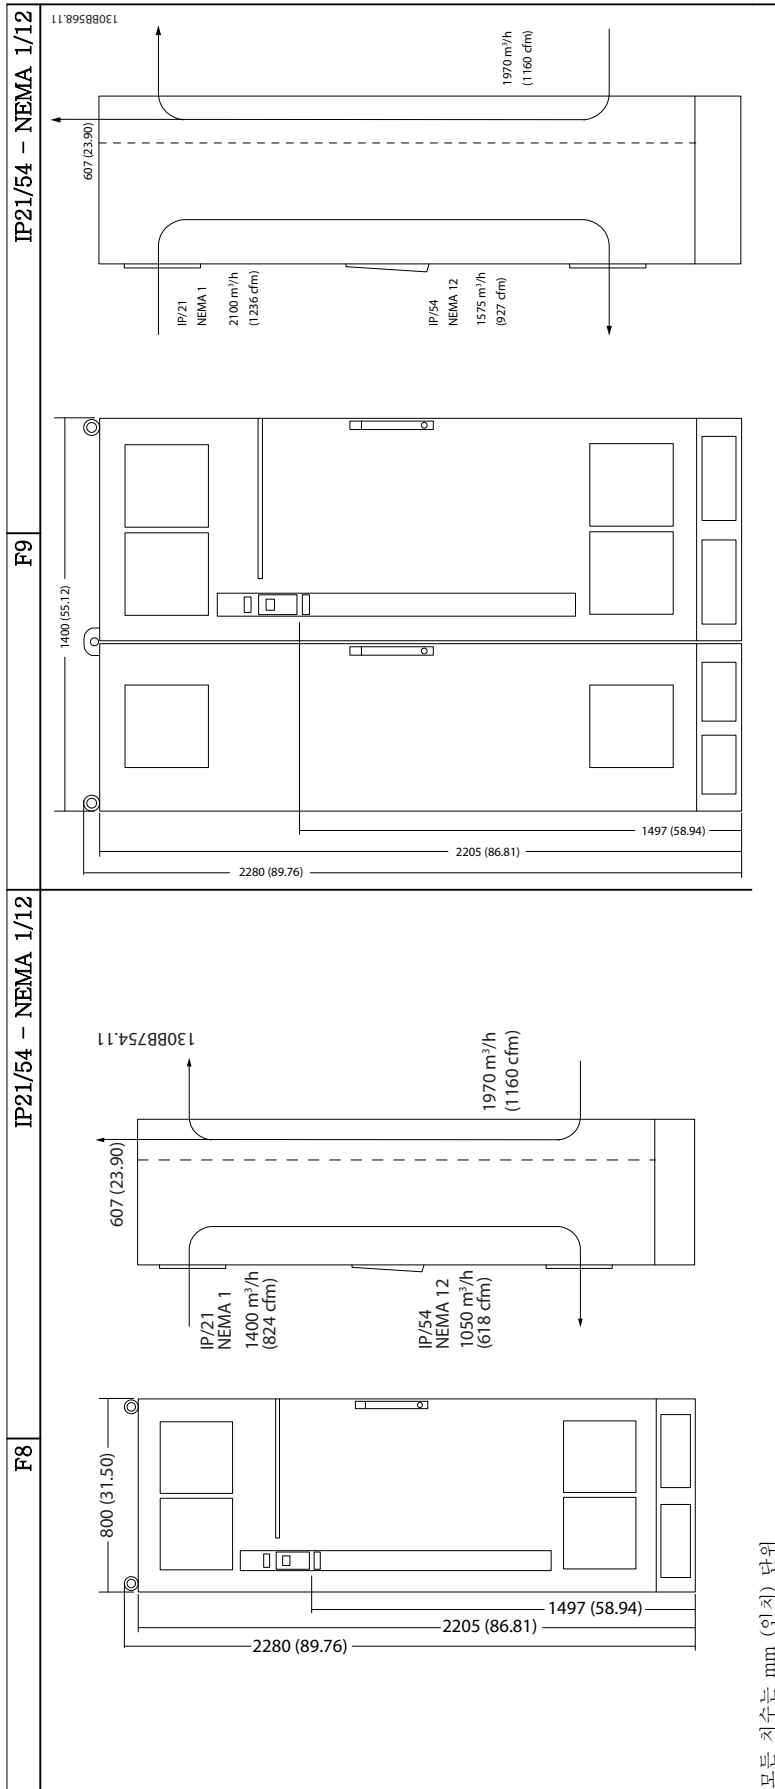 F8
IP21/54 - NEMA 1/12
F9
IP21/54 - NEMA 1/12
800 (31.50)
2280 (89.76)
2205 (86.81)
1497 (58.94)
IP/21
NEMA 1
1400 m³/h
(824 cfm)
IP/54
NEMA 12
1050 m³/h
(618 cfm)
607 (23.90)
1970 m³/h
(1160 cfm)
130BB754.11
1400 (55.12)
2280 (89.76)
2205 (86.81)
1497 (58.94)
IP/21
NEMA 1
2100 m³/h
(1236 cfm)
IP/54
NEMA 12
1575 m³/h
(927 cfm)
607 (23.90)
1970 m³/h
(1160 cfm)
130BB568.11
모든 치수는 mm (인치) 단위